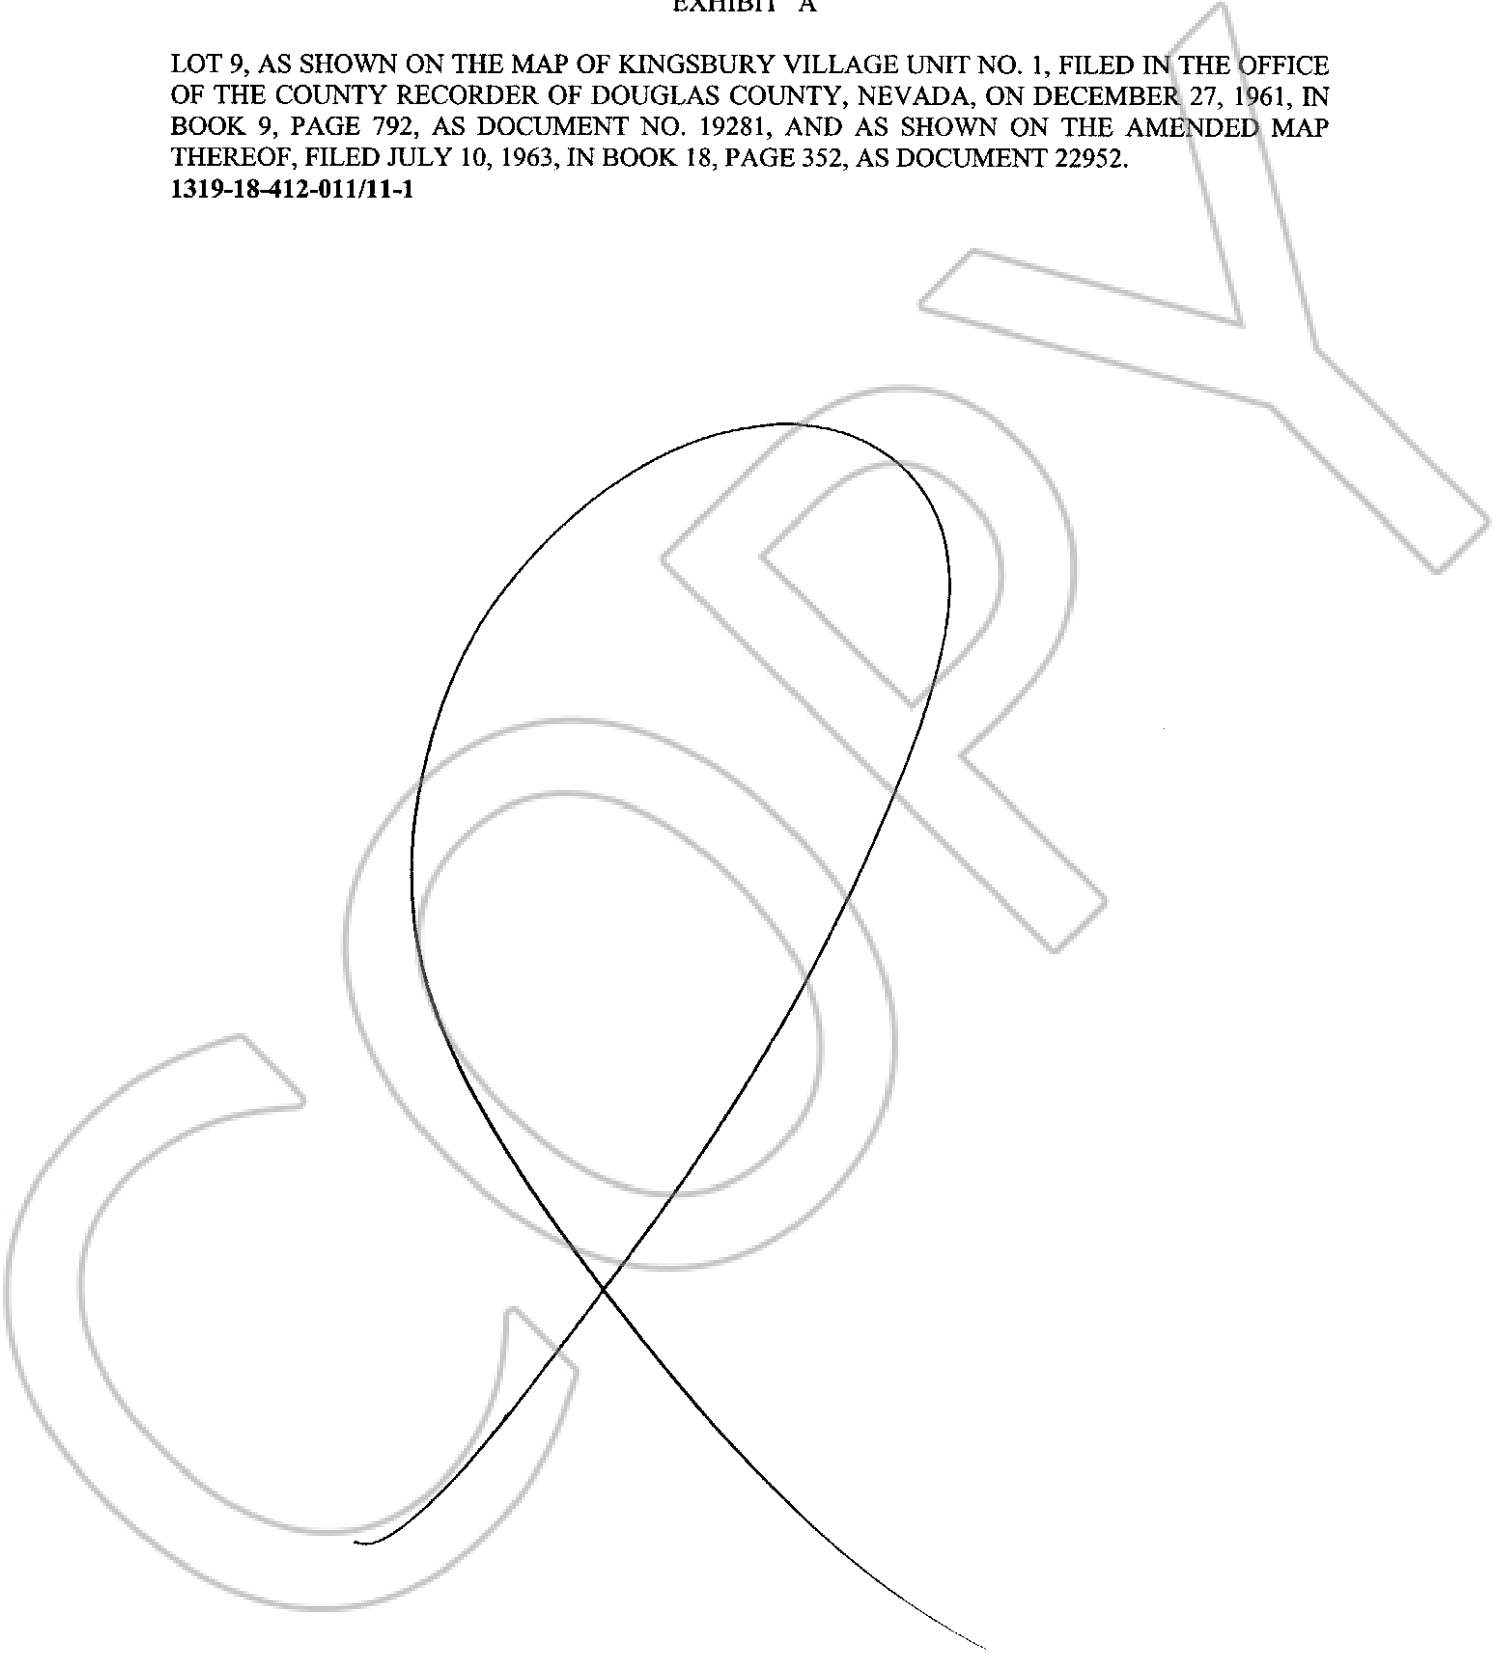 EXHIBIT A
LOT 9, AS SHOWN ON THE MAP OF KINGSBURY VILLAGE UNIT NO. 1, FILED IN THE OFFICE
OF THE COUNTY RECORDER OF DOUGLAS COUNTY, NEVADA, ON DECEMBER 27, 1961, IN
BOOK 9, PAGE 792, AS DOCUMENT NO. 19281, AND AS SHOWN ON THE AMENDED MAP
THEREOF, FILED JULY 10, 1963, IN BOOK 18, PAGE 352, AS DOCUMENT 22952.
1319-18-412-011/11-1
COPY